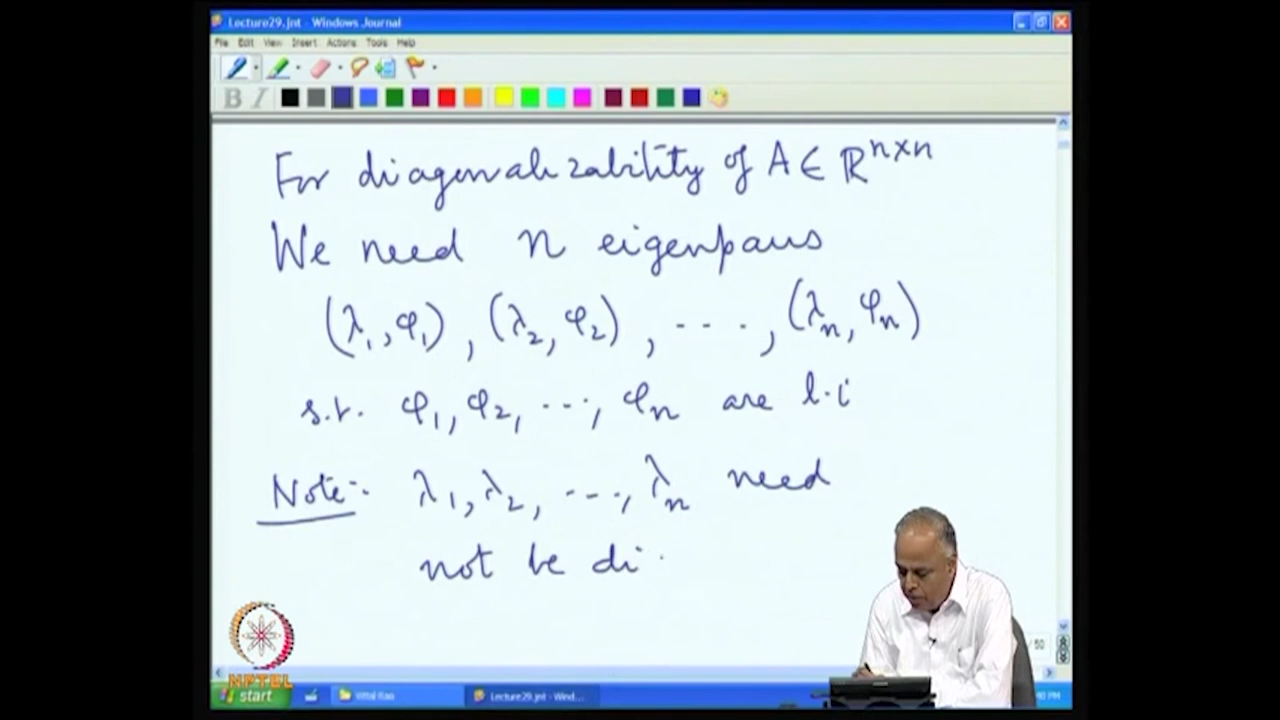 Lecture29.jnt - Windows Journal
File Edit View Insert Actions Tools Help
B I
For diagonalizability of A ∈ ℝⁿˣⁿ
We need n eigenpairs
(λ₁, φ₁), (λ₂, φ₂), ----, (λₙ, φₙ)
s.t. φ₁, φ₂, ..., φₙ are l.i
Note:- λ₁, λ₂, ----, λₙ need
not be di
NPTEL
start
Vittal Rao
Lecture29.jnt - Wind...